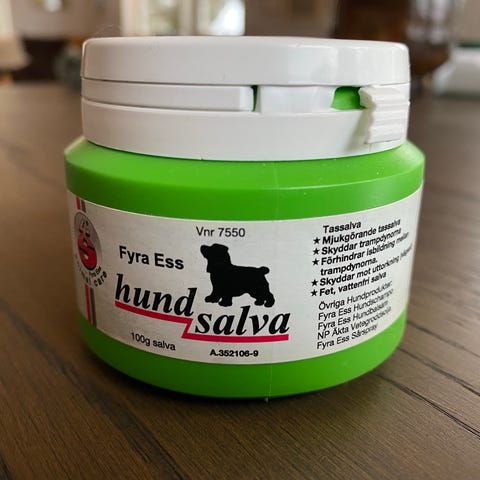 Vnr 7550
Fyra Ess
hund
salva
100g salva
A.352106-9
Tassalva
★ Mjukgörande tassalva
★ Skyddar trampdynorna
★ Förhindrar isbildning mellan
trampdynorna.
★ Skyddar mot uttorkning
★ Fet, vattenfri salva
Övriga Hundprodukter:
Fyra Ess Hundschampo
Fyra Ess Hundbalsam
NP Äkta Vetegroddsolja
Fyra Ess Sårspray